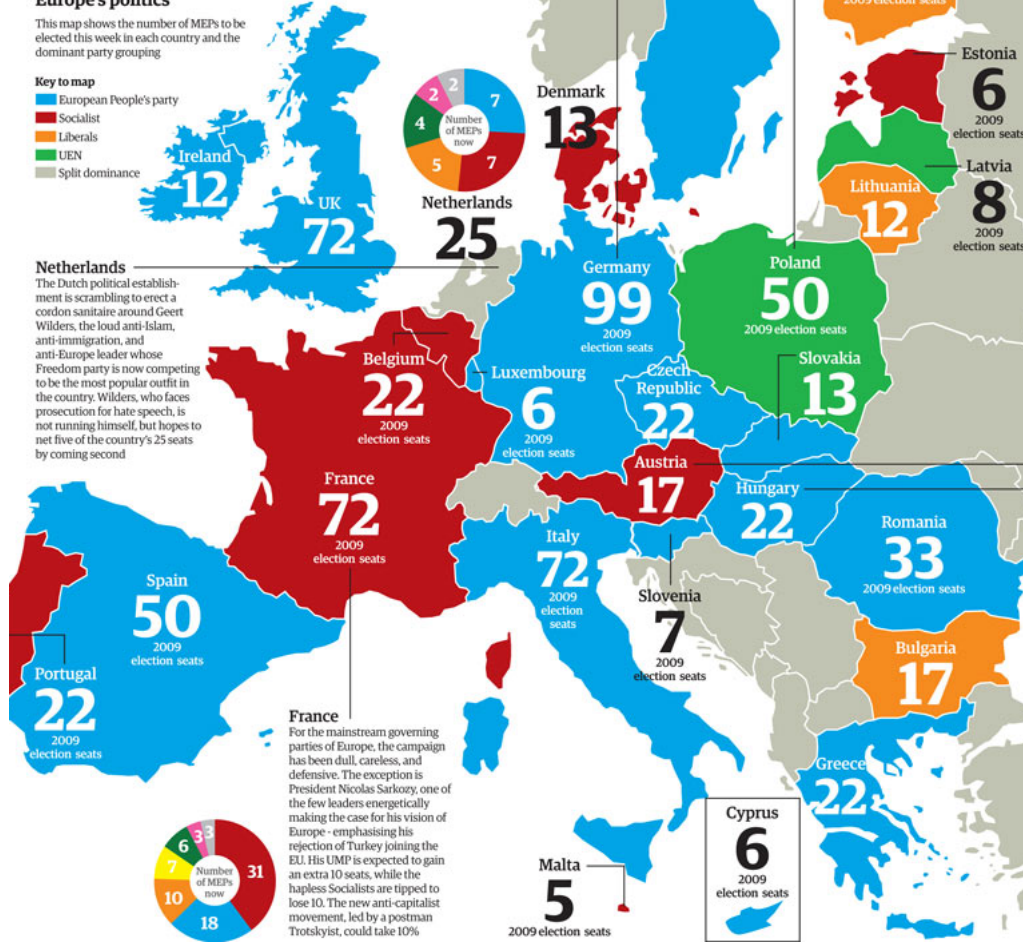 Europe's politics
This map shows the number of MEPs to be
elected this week in each country and the
dominant party grouping
Key to map
European People's party
Socialist
Liberals
UEN
Split dominance
Ireland
12
UK
72
2
2
7
4
5
7
Number
of MEPs
now
Netherlands
25
Denmark
13
2009 election seats
Estonia
6
2009
election seats
Latvia
8
2009
election seats
Lithuania
12
Netherlands
The Dutch political establish-
ment is scrambling to erect a
cordon sanitaire around Geert
Wilders, the loud anti-Islam,
anti-immigration, and
anti-Europe leader whose
Freedom party is now competing
to be the most popular outfit in
the country. Wilders, who faces
prosecution for hate speech, is
not running himself, but hopes to
net five of the country's 25 seats
by coming second
Germany
99
2009
election seats
Poland
50
2009 election seats
Belgium
22
2009
election seats
Luxembourg
6
2009
election seats
Czech
Republic
22
Slovakia
13
France
72
2009
election seats
Austria
17
Hungary
22
Romania
33
2009 election seats
Italy
72
2009
election
seats
Slovenia
7
2009
election seats
Spain
50
2009
election seats
Portugal
22
2009
election seats
Bulgaria
17
Greece
22
France
For the mainstream governing
parties of Europe, the campaign
has been dull, careless, and
defensive. The exception is
President Nicolas Sarkozy, one of
the few leaders energetically
making the case for his vision of
Europe - emphasising his
rejection of Turkey joining the
EU. His UMP is expected to gain
an extra 10 seats, while the
hapless Socialists are tipped to
lose 10. The new anti-capitalist
movement, led by a postman
Trotskyist, could take 10%
3
3
6
7
10
18
31
Number
of MEPs
now
Malta
5
2009 election seats
Cyprus
6
2009
election seats